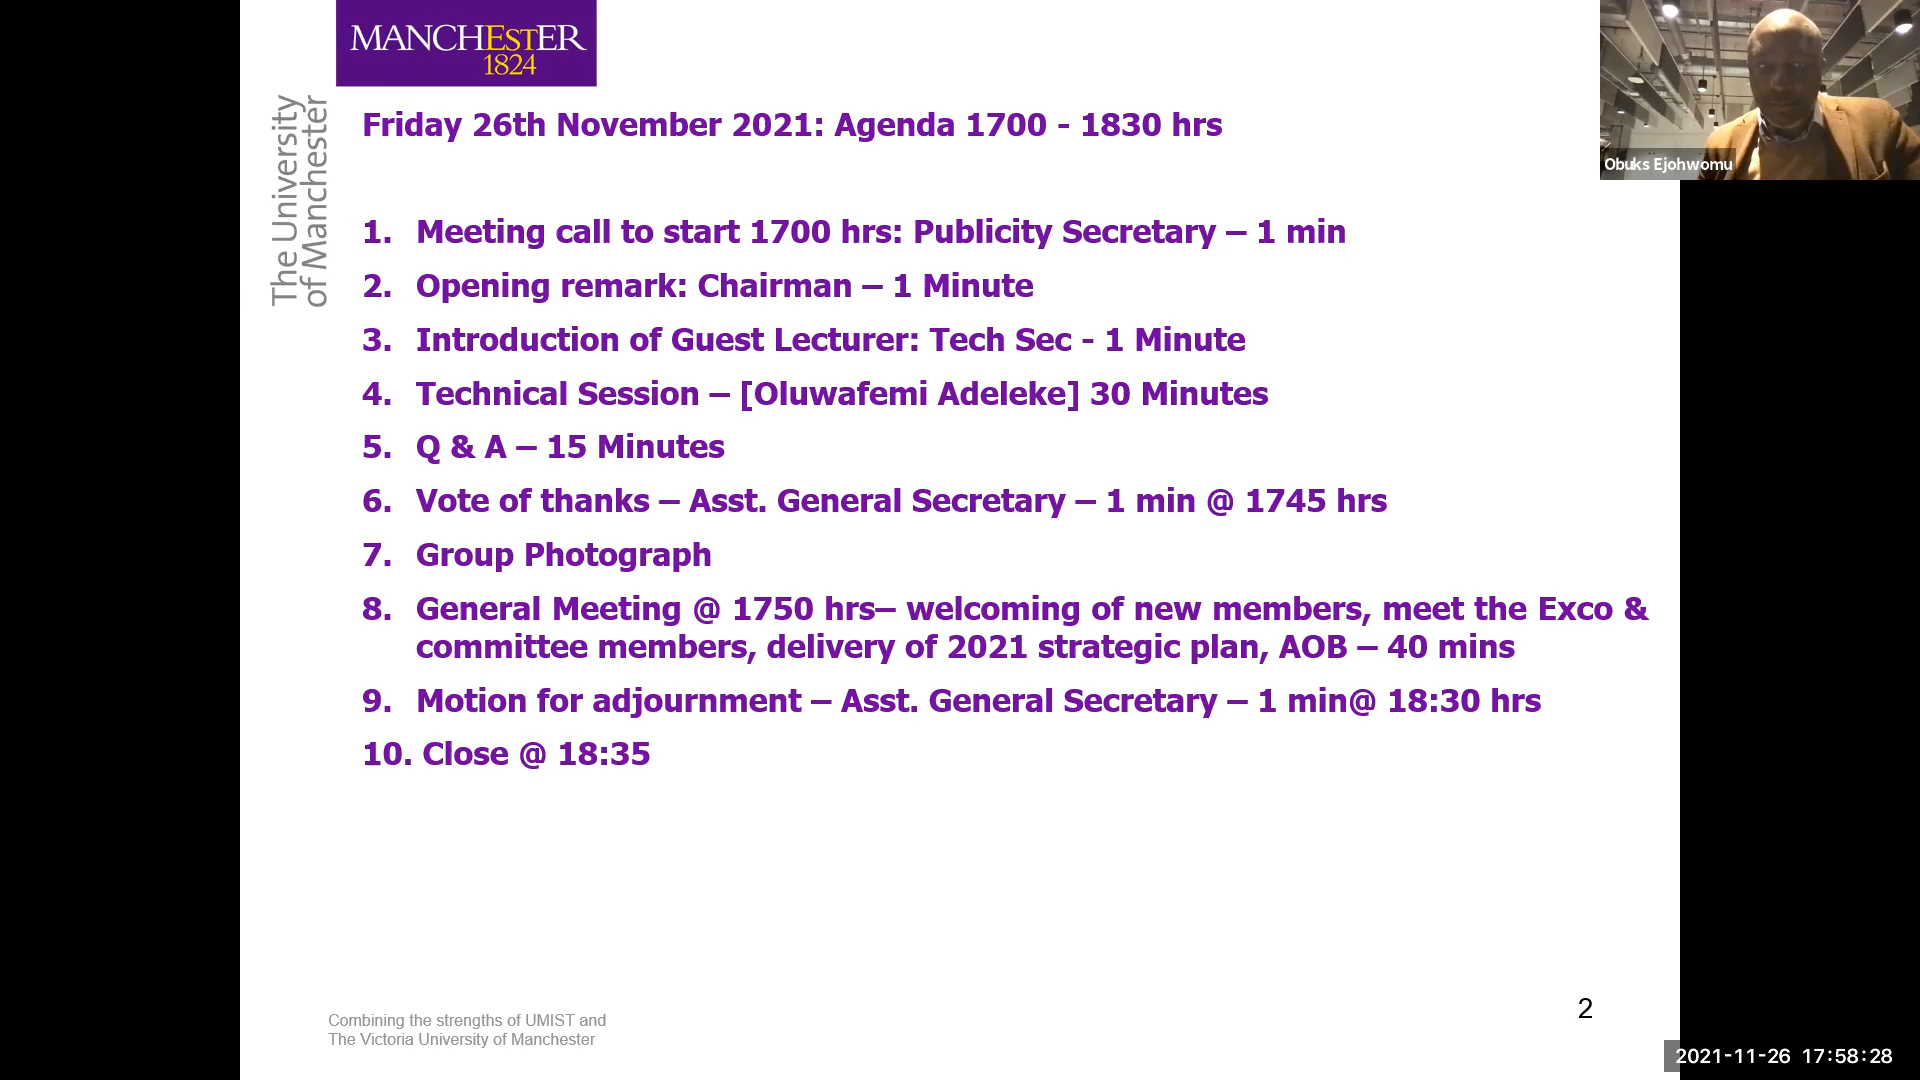 MANCHESTER
1824
The University
of Manchester
Friday 26th November 2021: Agenda 1700 - 1830 hrs
1. Meeting call to start 1700 hrs: Publicity Secretary – 1 min
2. Opening remark: Chairman – 1 Minute
3. Introduction of Guest Lecturer: Tech Sec - 1 Minute
4. Technical Session – [Oluwafemi Adeleke] 30 Minutes
5. Q & A – 15 Minutes
6. Vote of thanks – Asst. General Secretary – 1 min @ 1745 hrs
7. Group Photograph
8. General Meeting @ 1750 hrs– welcoming of new members, meet the Exco &
committee members, delivery of 2021 strategic plan, AOB – 40 mins
9. Motion for adjournment – Asst. General Secretary – 1 min@ 18:30 hrs
10. Close @ 18:35
Combining the strengths of UMIST and
The Victoria University of Manchester
2
Obuks Ejohwomu
2021-11-26 17:58:28